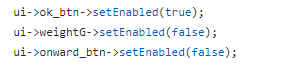 ui->ok_btn->setEnabled(true);
ui->weightG->setEnabled(false);
ui->onward_btn->setEnabled(false);